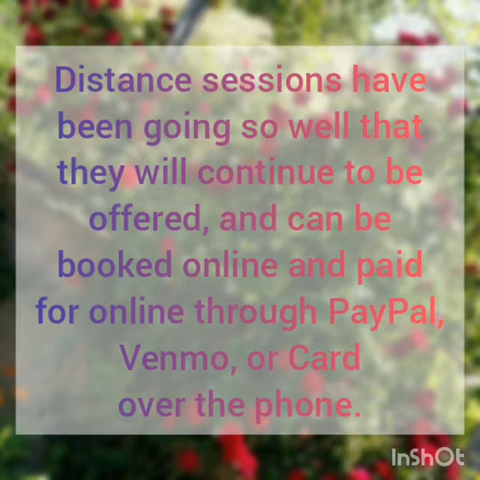 Distance sessions have
been going so well that
they will continue to be
offered, and can be
booked online and paid
for online through PayPal,
Venmo, or Card
over the phone.
InShOt